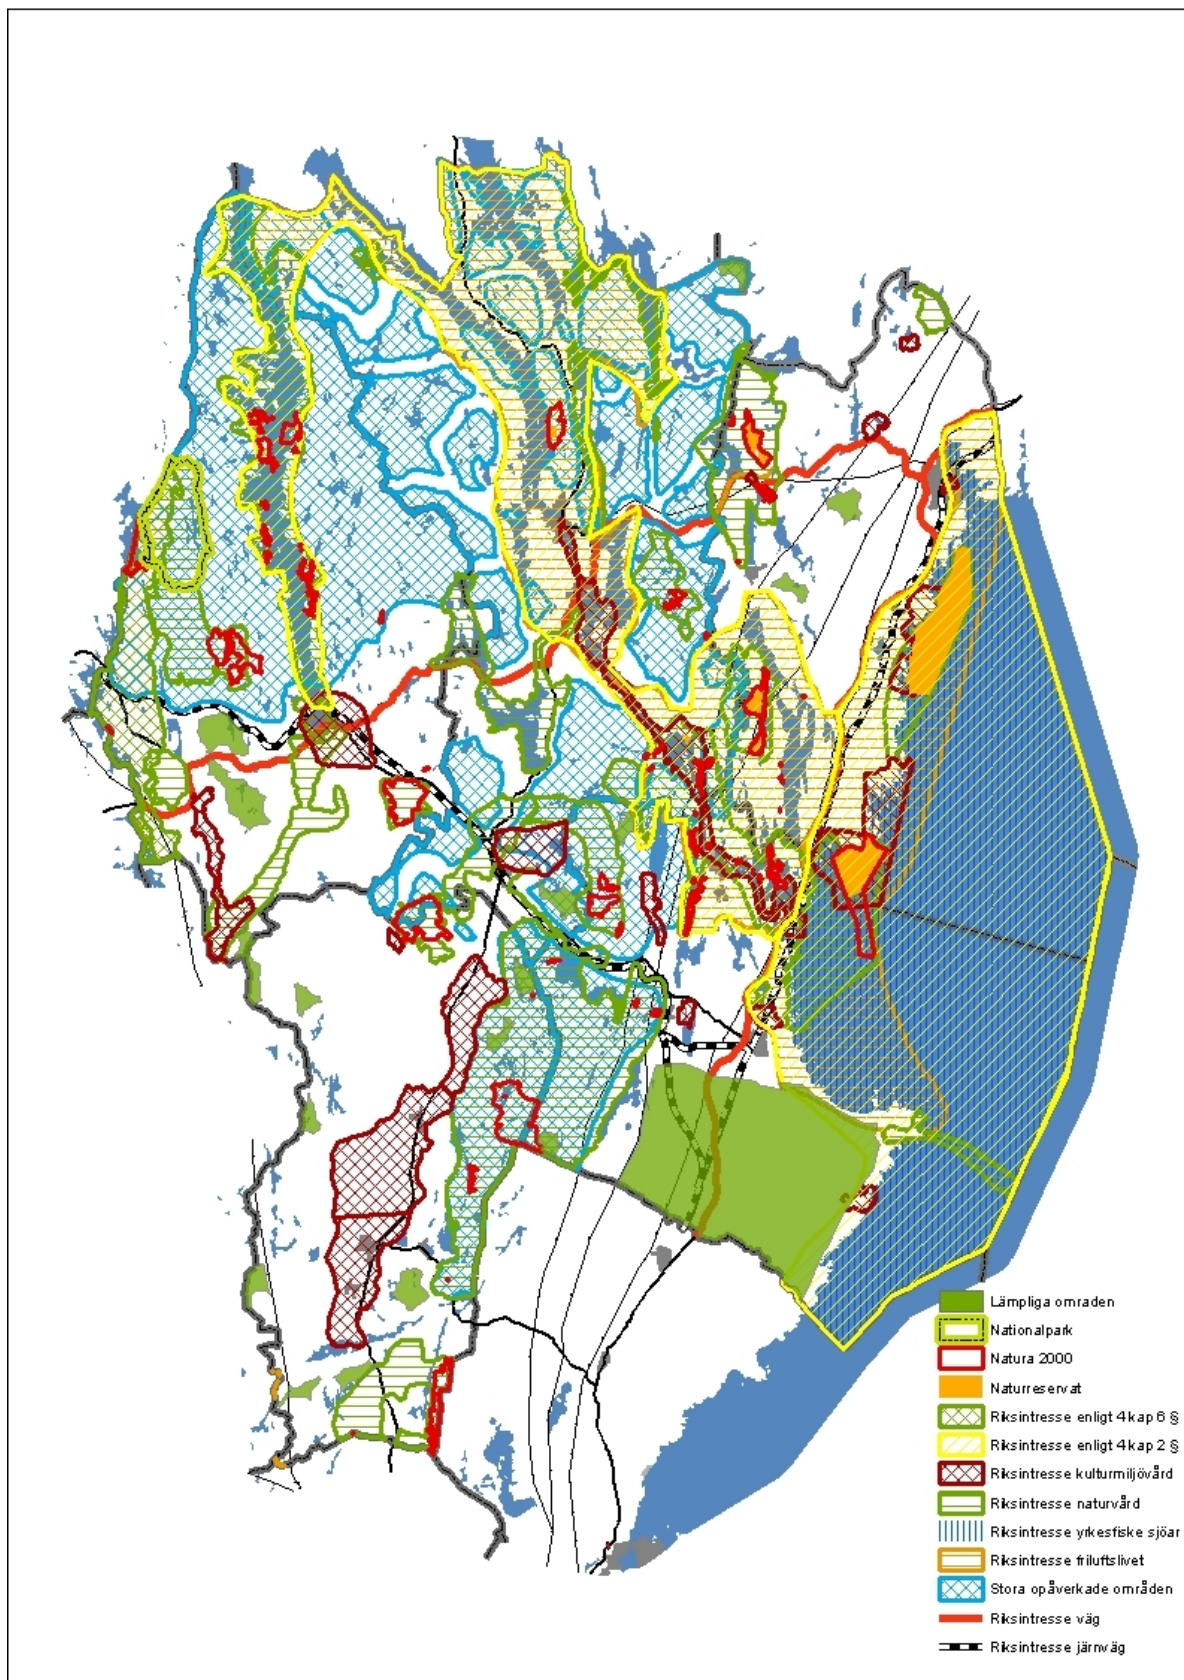 Lämpliga omraden
Nationalpark
Natura 2000
Naturreservat
Riksintresse enligt 4 kap 6 §
Riksintresse enligt 4 kap 2 §
Riksintresse kulturmiljövård
Riksintresse naturvård
Riksintresse yrkesfiske sjöar
Riksintresse friluftslivet
Stora opåverkade områden
Riksintresse väg
Riksintresse järnväg